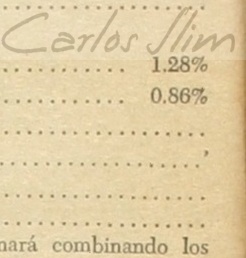 Carlos Slim
1.28%
0.86%
nará combinando los